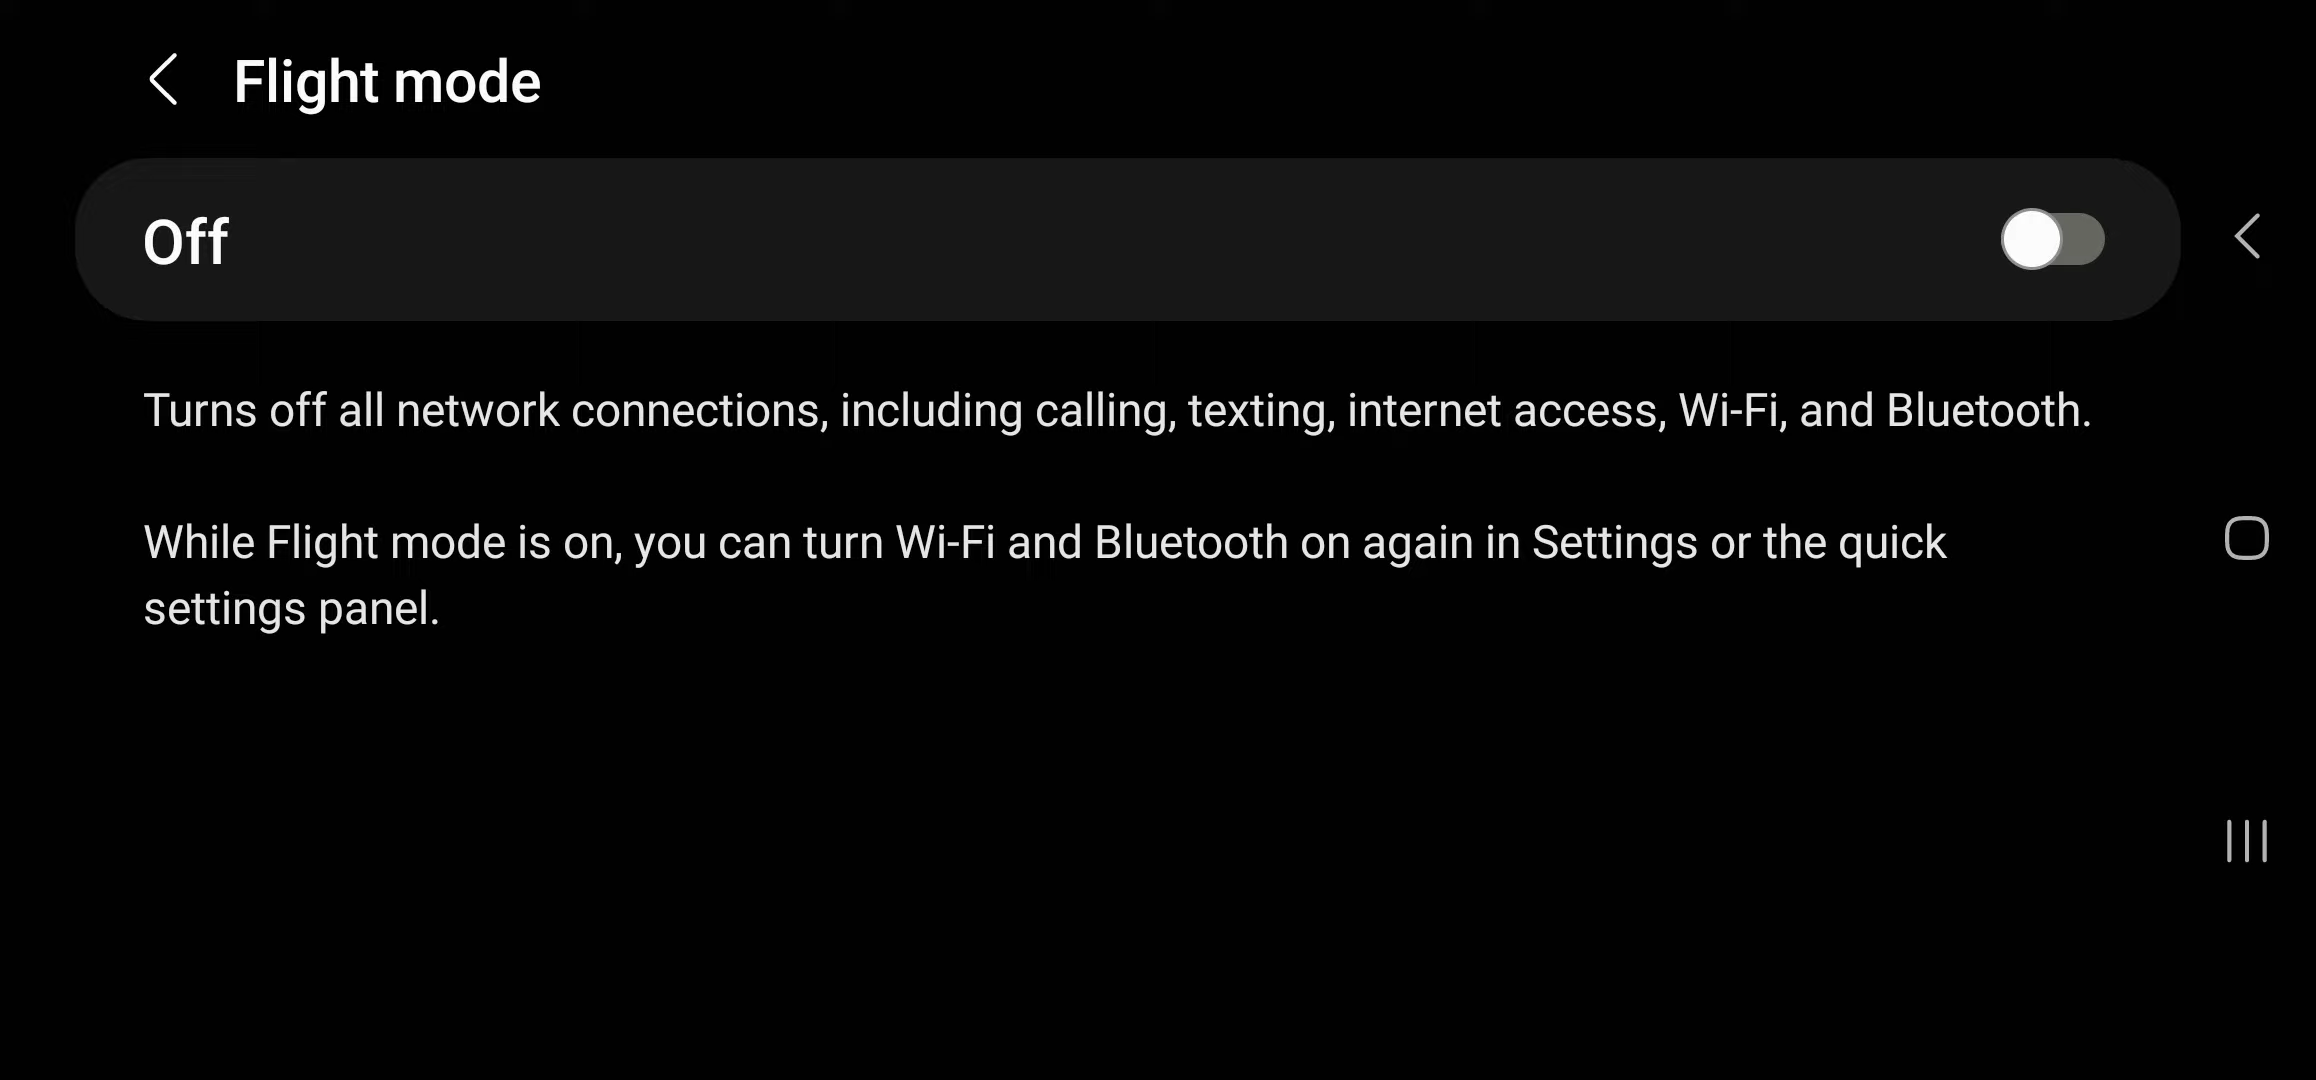 Flight mode
Off
Turns off all network connections, including calling, texting, internet access, Wi-Fi, and Bluetooth.
While Flight mode is on, you can turn Wi-Fi and Bluetooth on again in Settings or the quick
settings panel.